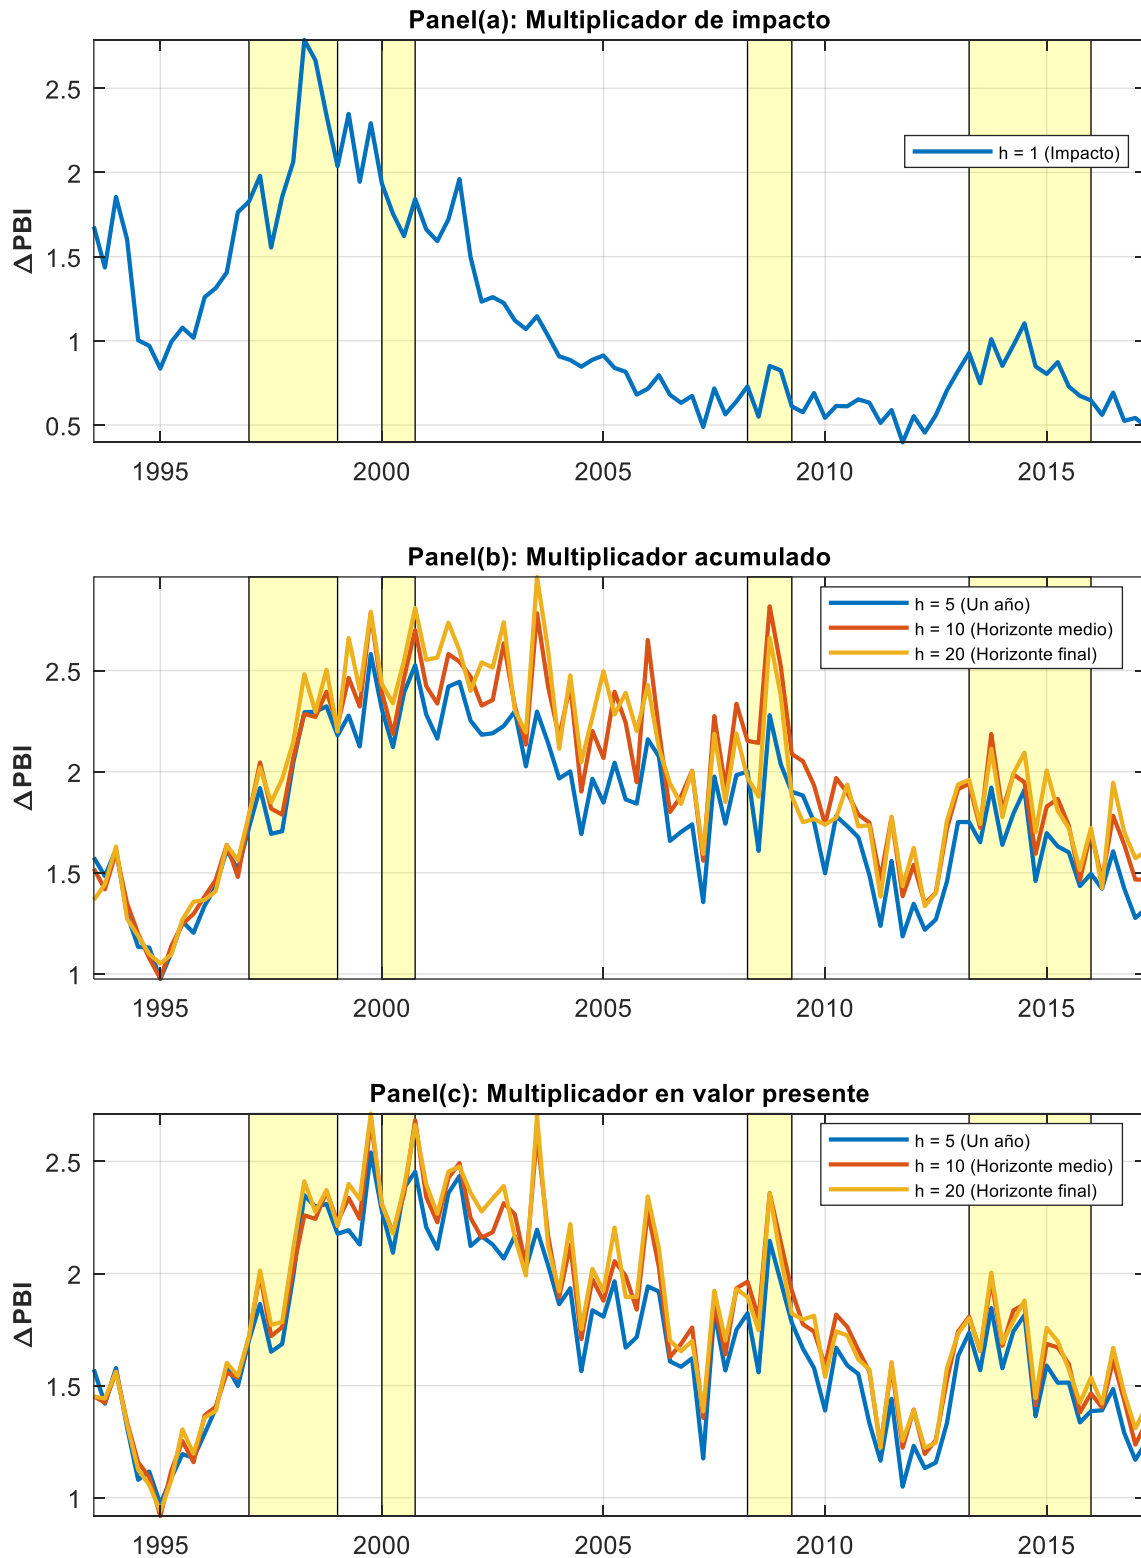 Panel(a): Multiplicador de impacto
ΔPBI
2.5
2
1.5
1
0.5
h = 1 (Impacto)
1995 2000 2005 2010 2015
Panel(b): Multiplicador acumulado
ΔPBI
2.5
2
1.5
1
h = 5 (Un año)
h = 10 (Horizonte medio)
h = 20 (Horizonte final)
1995 2000 2005 2010 2015
Panel(c): Multiplicador en valor presente
ΔPBI
2.5
2
1.5
1
h = 5 (Un año)
h = 10 (Horizonte medio)
h = 20 (Horizonte final)
1995 2000 2005 2010 2015